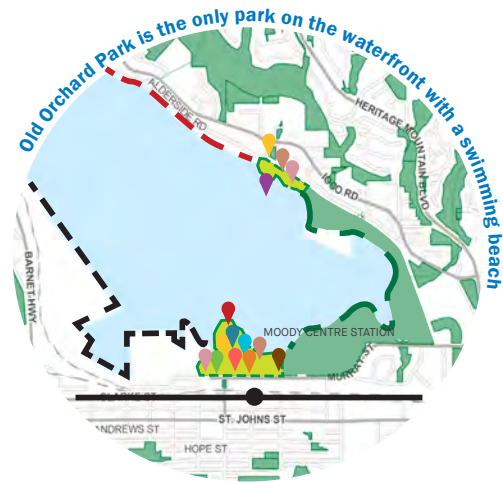 Old Orchard Park is the only park on the waterfront with a swimming beach
ALDERSIDE RD
HERITAGE MOUNTAIN BLVD
IOCO RD
BARNET HWY
MOODY CENTRE STATION
MURRAY ST
CLARKE ST
ST. JOHNS ST
ANDREWS ST
HOPE ST